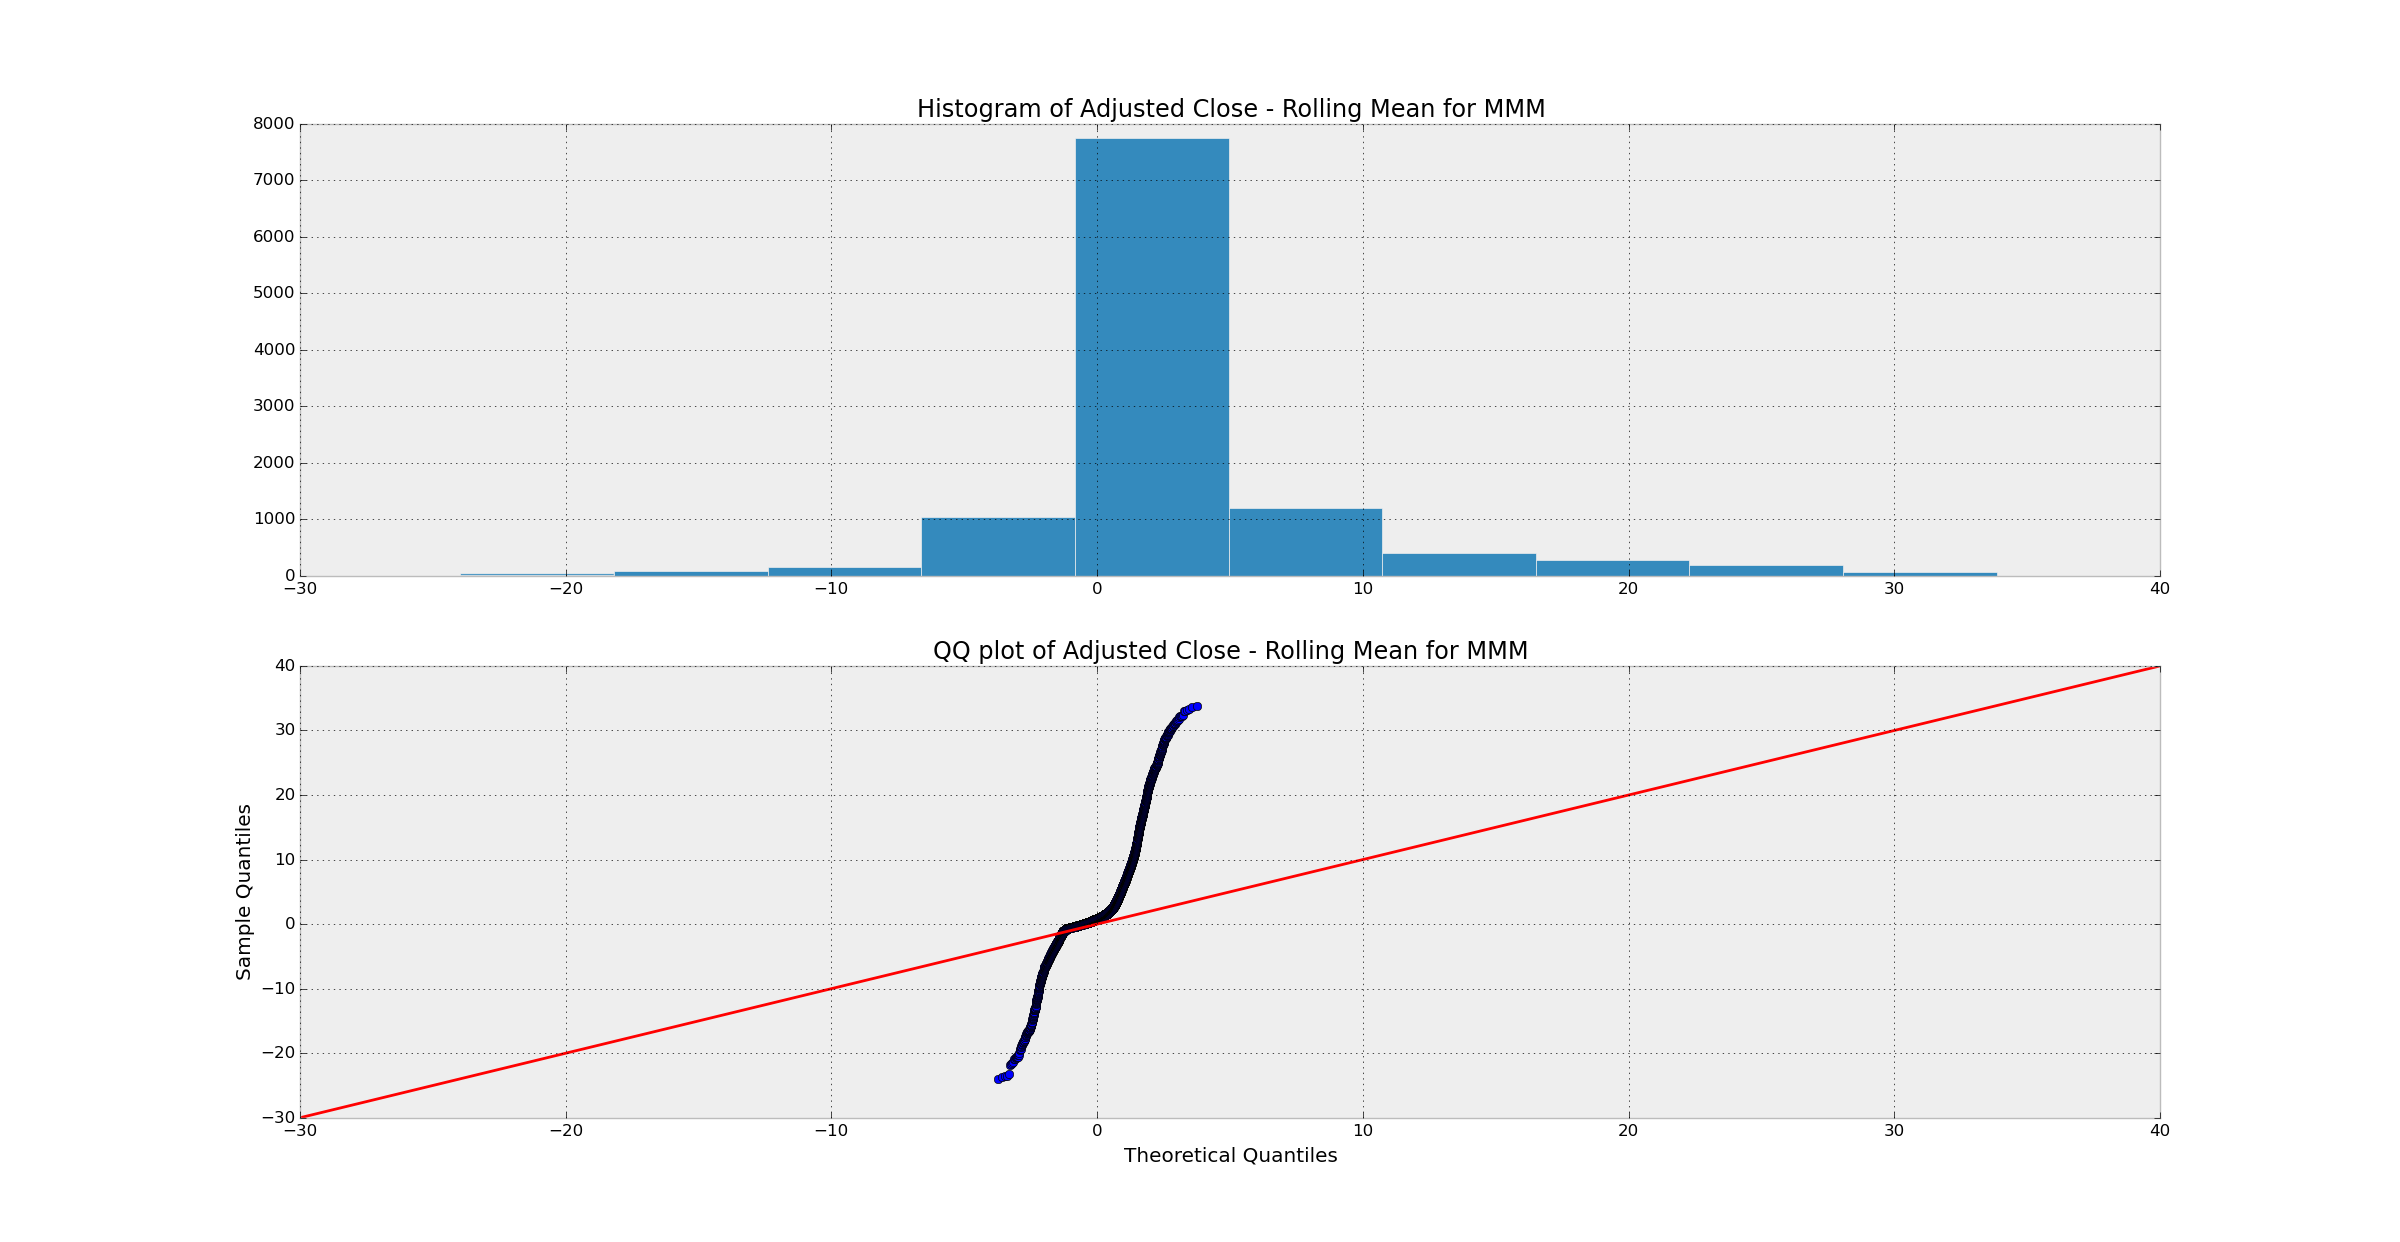 Histogram of Adjusted Close - Rolling Mean for MMM
8000
7000
6000
5000
4000
3000
2000
1000
0
−30 −20 −10 0 10 20 30 40
QQ plot of Adjusted Close - Rolling Mean for MMM
Sample Quantiles
40
30
20
10
0
−10
−20
−30
−30 −20 −10 0 10 20 30 40
Theoretical Quantiles